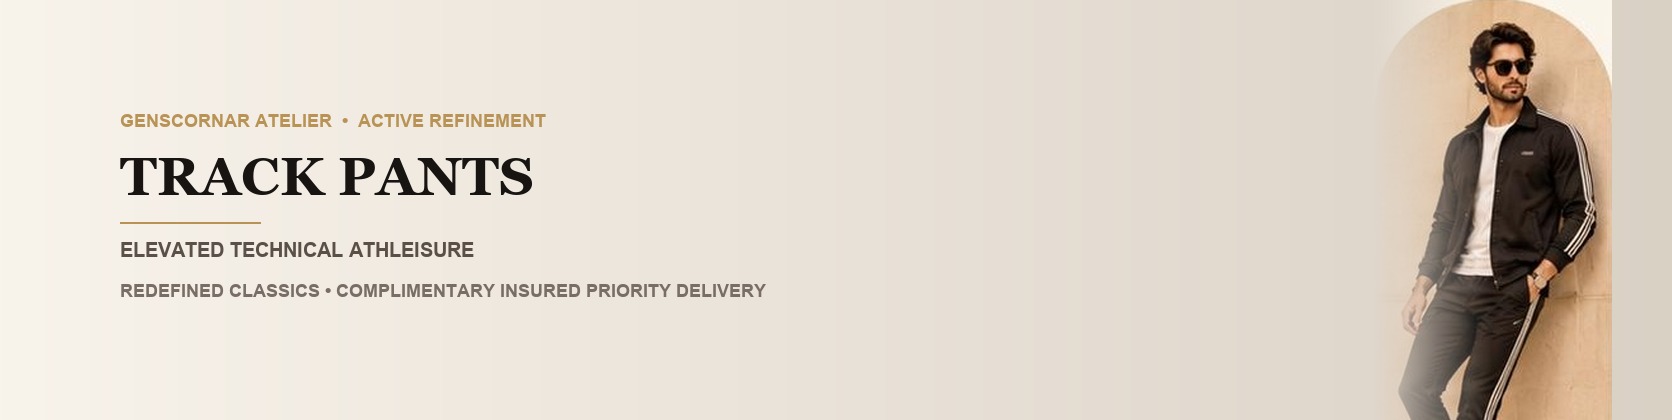 GENSCORNAR ATELIER • ACTIVE REFINEMENT
TRACK PANTS
ELEVATED TECHNICAL ATHLEISURE
REDEFINED CLASSICS • COMPLIMENTARY INSURED PRIORITY DELIVERY